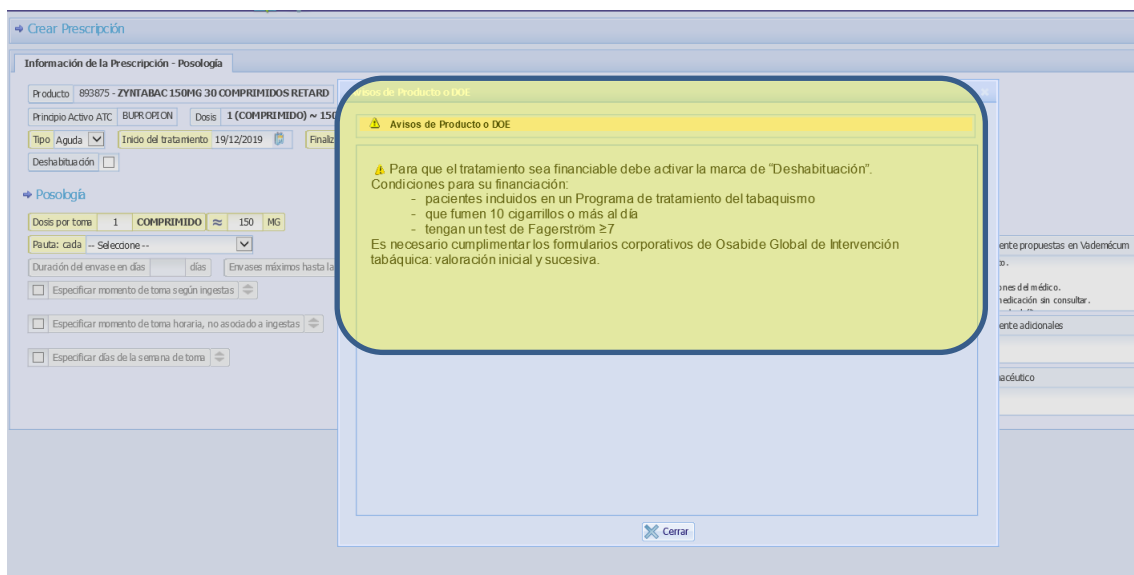 Crear Prescripción
Información de la Prescripción - Posología
Producto 893875 - ZYNTABAC 150MG 30 COMPRIMIDOS RETARD
Principio Activo ATC BUPROPION Dosis 1 (COMPRIMIDO) ~ 150
Tipo Aguda Inicio del tratamiento 19/12/2019
Deshabituación
Posología
Dosis por toma 1 COMPRIMIDO ≈ 150 MG
Pauta: cada -- Seleccione --
Duración del envase en días días Envases máximos hasta la
Especificar momento de toma según ingestas
Especificar momento de toma horaria, no asociado a ingestas
Especificar días de la semana de toma
Avisos de Producto o DOE
Avisos de Producto o DOE
Para que el tratamiento sea financiable debe activar la marca de "Deshabituación".
Condiciones para su financiación:
- pacientes incluidos en un Programa de tratamiento del tabaquismo
- que fumen 10 cigarrillos o más al día
- tengan un test de Fagerström ≥7
Es necesario cumplimentar los formularios corporativos de Osabide Global de Intervención
tabáquica: valoración inicial y sucesiva.
Cerrar
ente propuestas en Vademécum
ones del médico.
medicación sin consultar.
ente adicionales
macéutico